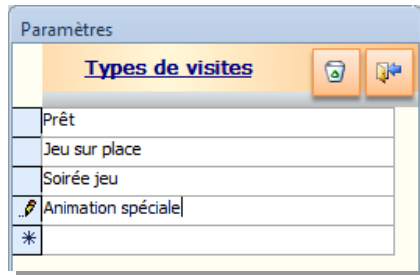 Paramètres
Types de visites
Prêt
Jeu sur place
Soirée jeu
Animation spéciale